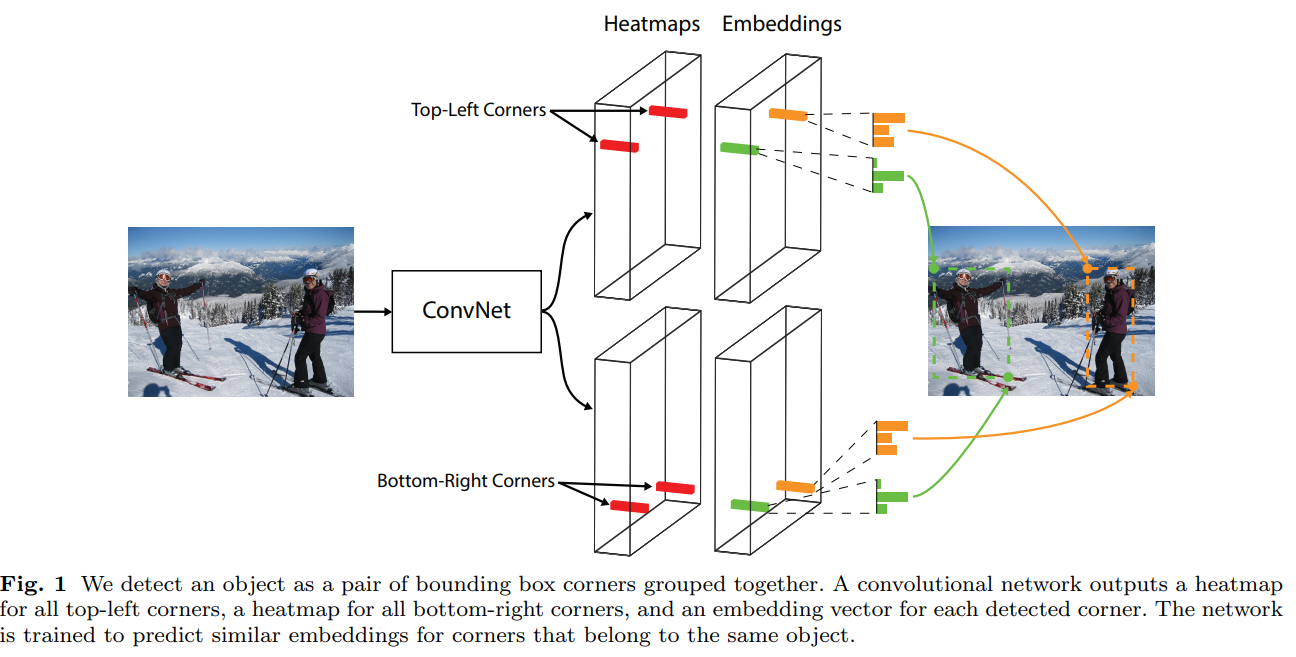 Heatmaps Embeddings
Top-Left Corners
ConvNet
Bottom-Right Corners
Fig. 1 We detect an object as a pair of bounding box corners grouped together. A convolutional network outputs a heatmap
for all top-left corners, a heatmap for all bottom-right corners, and an embedding vector for each detected corner. The network
is trained to predict similar embeddings for corners that belong to the same object.